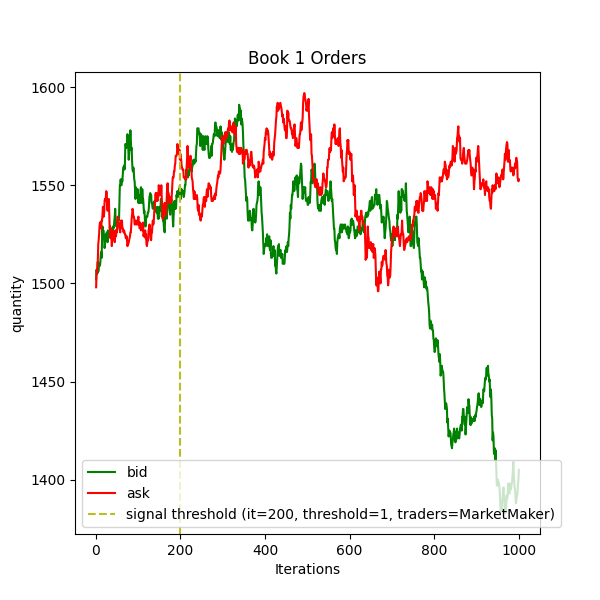 Book 1 Orders
quantity
1600
1550
1500
1450
1400
bid
ask
signal threshold (it=200, threshold=1, traders=MarketMaker)
0 200 400 600 800 1000
Iterations